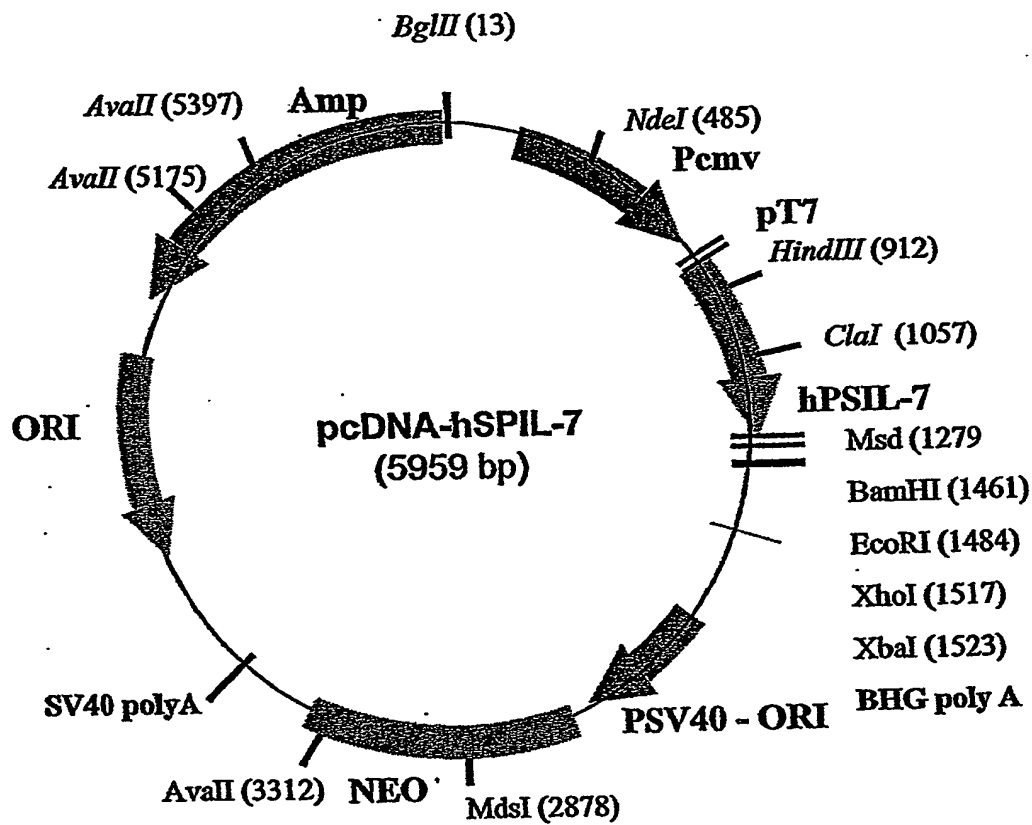 BglII (13)
Amp
AvaII (5397)
AvaII (5175)
NdeI (485)
Pcmv
pT7
HindIII (912)
ClaI (1057)
hPSIL-7
Msd (1279
BamHI (1461)
EcoRI (1484)
XhoI (1517)
XbaI (1523)
BHG poly A
ORI
pcDNA-hSPIL-7
(5959 bp)
SV40 polyA
PSV40 - ORI
AvaII (3312)
NEO
MdsI (2878)